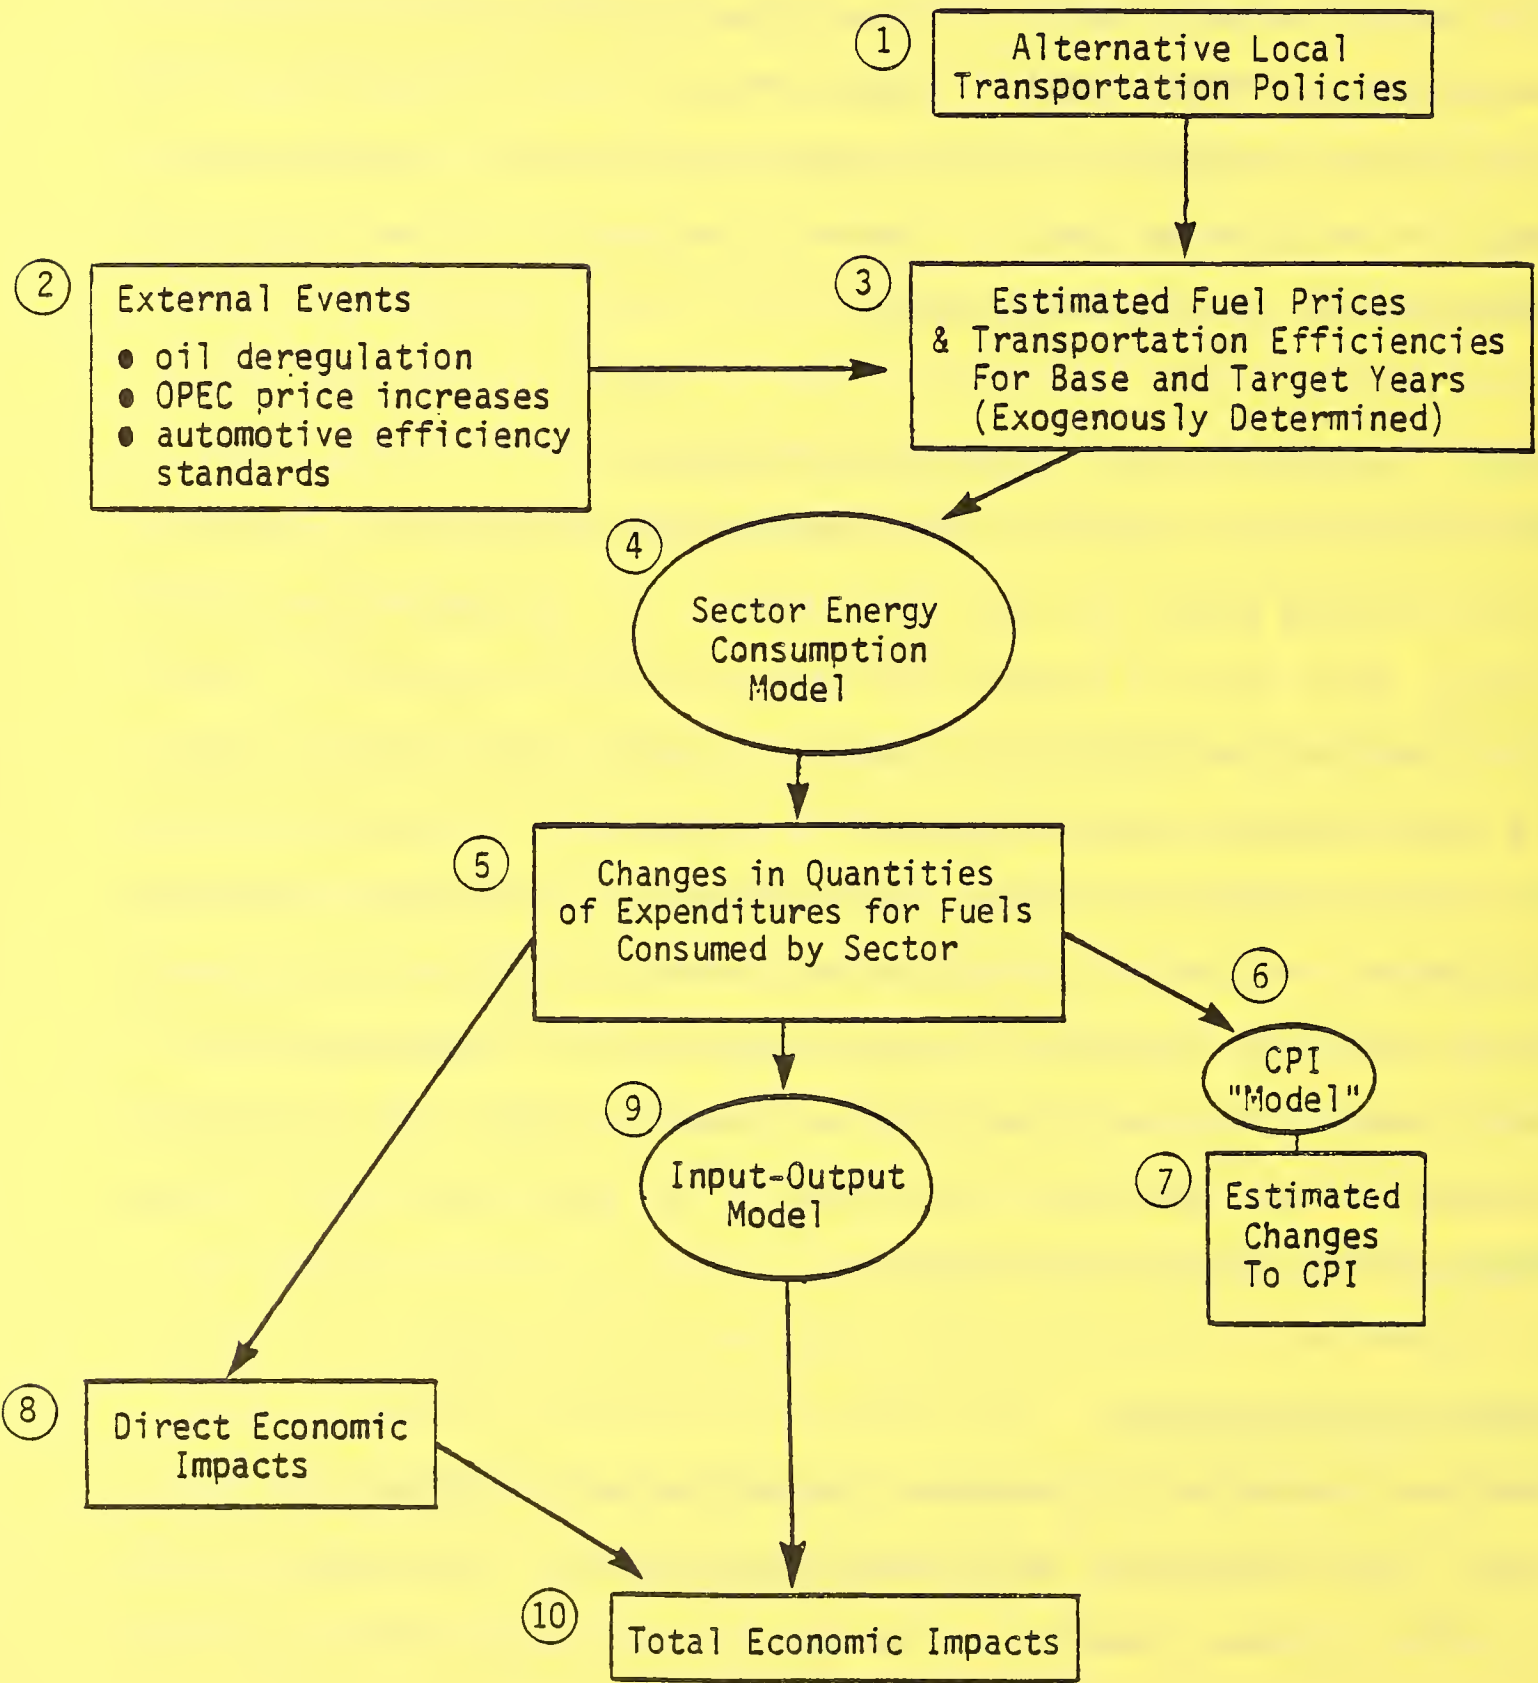 1
Alternative Local
Transportation Policies
2
External Events
• oil deregulation
• OPEC price increases
• automotive efficiency
standards
3
Estimated Fuel Prices
& Transportation Efficiencies
For Base and Target Years
(Exogenously Determined)
4
Sector Energy
Consumption
Model
5
Changes in Quantities
of Expenditures for Fuels
Consumed by Sector
6
CPI
"Model"
7
Estimated
Changes
To CPI
9
Input-Output
Model
8
Direct Economic
Impacts
10
Total Economic Impacts